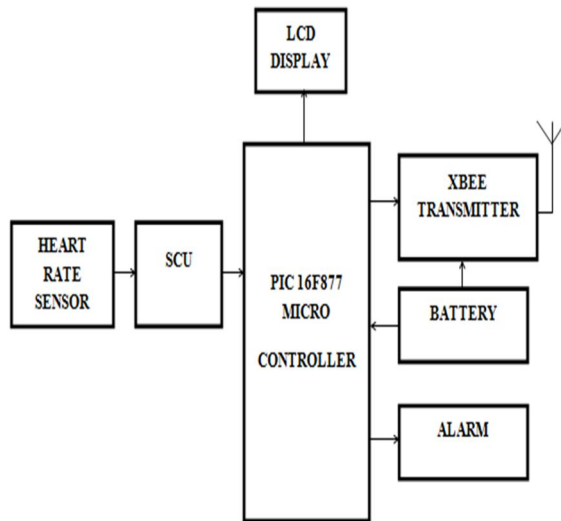 LCD
DISPLAY
XBEE
TRANSMITTER
HEART
RATE
SENSOR
SCU
PIC 16F877
MICRO
CONTROLLER
BATTERY
ALARM